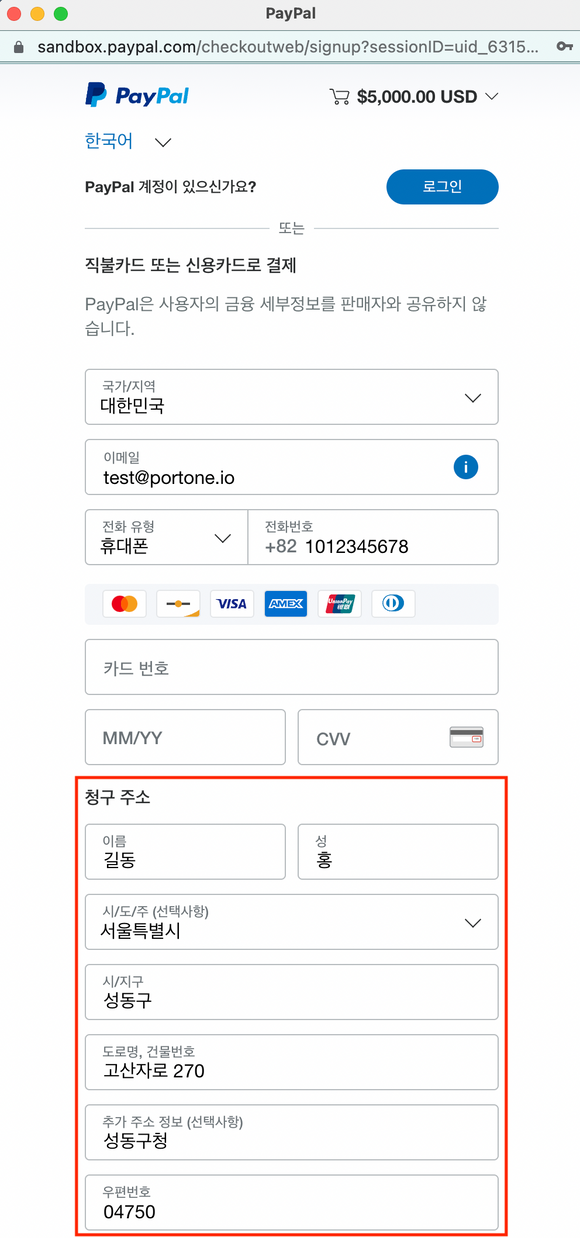 PayPal
sandbox.paypal.com/checkoutweb/signup?sessionID=uid_6315...
PayPal
$5,000.00 USD
한국어
PayPal 계정이 있으신가요?
로그인
또는
직불카드 또는 신용카드로 결제
PayPal은 사용자의 금융 세부정보를 판매자와 공유하지 않
습니다.
국가/지역
대한민국
이메일
test@portone.io
전화 유형
휴대폰
전화번호
+82 1012345678
VISA
AMEX
UnionPay
银联
카드 번호
MM/YY
CVV
청구 주소
이름
길동
성
홍
시/도/주 (선택사항)
서울특별시
시/지구
성동구
도로명, 건물번호
고산자로 270
추가 주소 정보 (선택사항)
성동구청
우편번호
04750